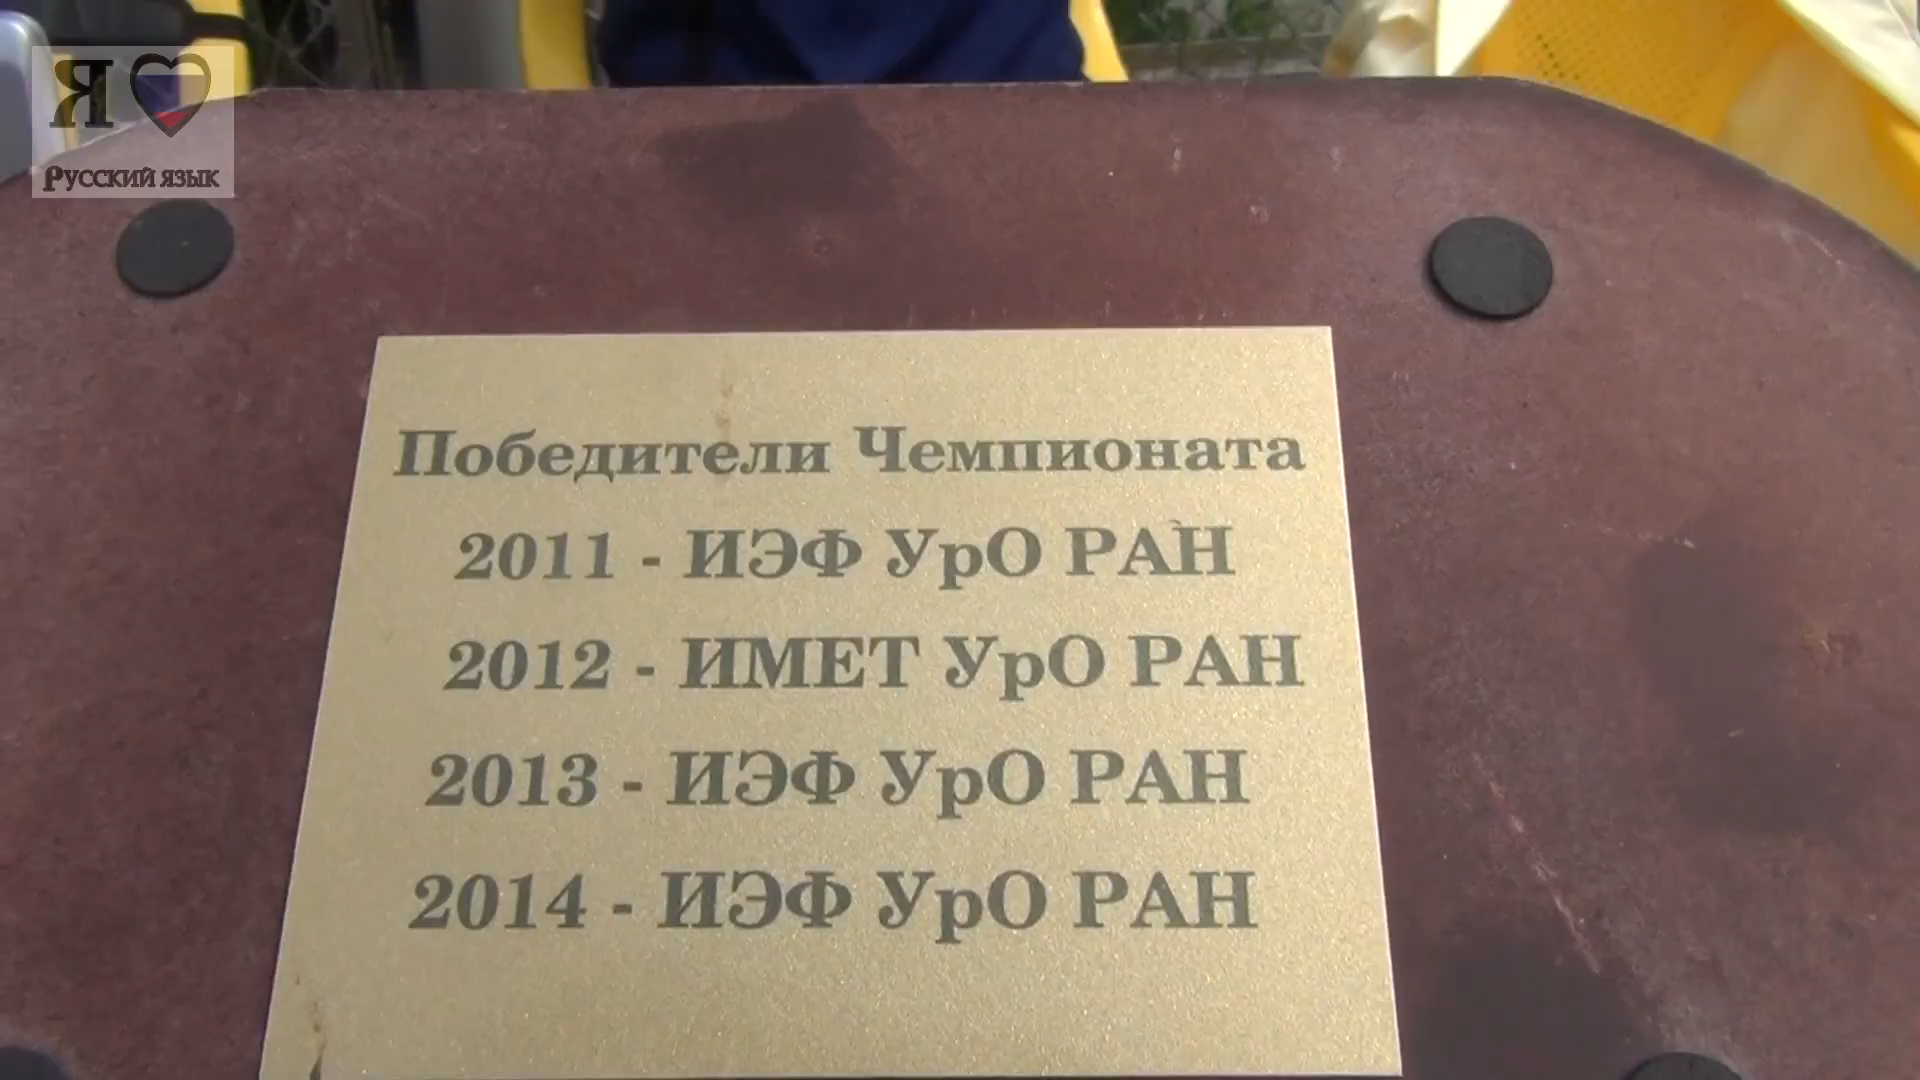 Я
Русский язык
Победители Чемпионата
2011 - ИЭФ УрО РАН
2012 - ИМЕТ УрО РАН
2013 - ИЭФ УрО РАН
2014 - ИЭФ УрО РАН